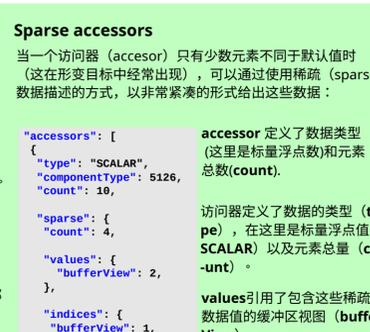 Sparse accessors
当一个访问器（accesor）只有少数元素不同于默认值时
（这在形变目标中经常出现），可以通过使用稀疏（spars
数据描述的方式，以非常紧凑的形式给出这些数据：
"accessors": [
{
"type": "SCALAR",
"componentType": 5126,
"count": 10,
"sparse": {
"count": 4,
"values": {
"bufferView": 2,
},
"indices": {
"bufferView": 1,
accessor 定义了数据类型
(这里是标量浮点数)和元素
总数(count).
访问器定义了数据的类型（t
pe），在这里是标量浮点值
SCALAR）以及元素总量（c
-unt）。
values引用了包含这些稀疏
数据值的缓冲区视图（buffe